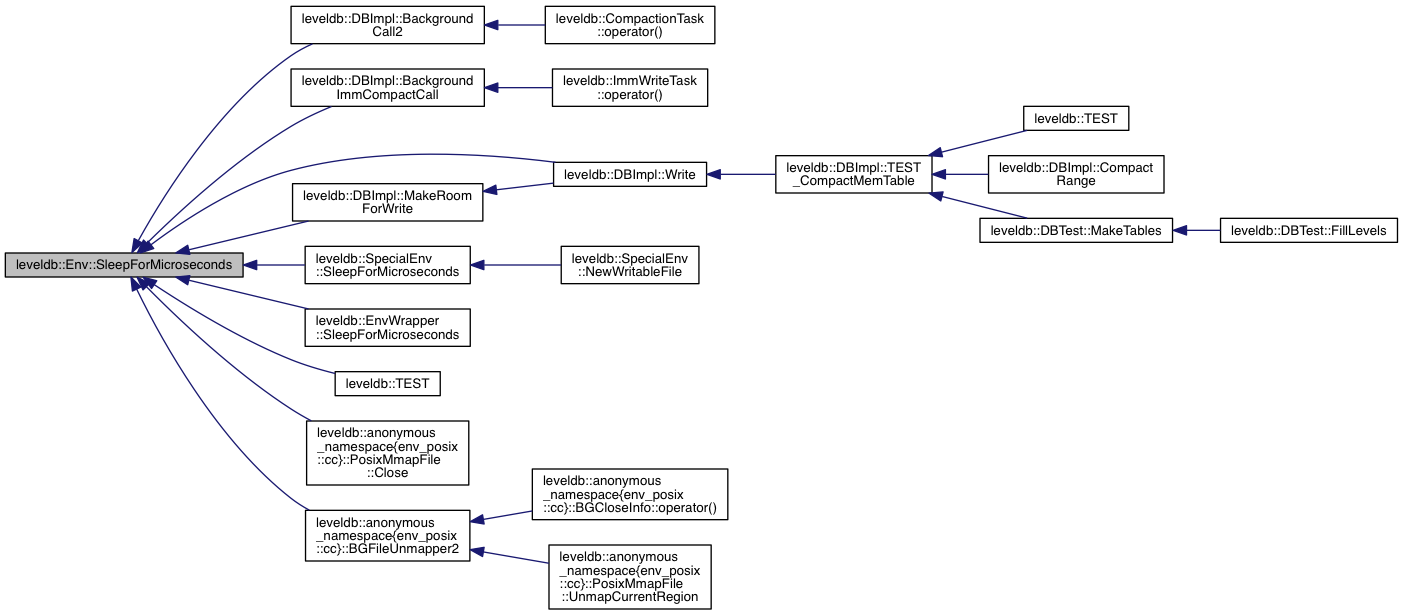 leveldb::DBImpl::Background
Call2
leveldb::CompactionTask
::operator()
leveldb::DBImpl::Background
ImmCompactCall
leveldb::ImmWriteTask
::operator()
leveldb::TEST
leveldb::DBImpl::Write
leveldb::DBImpl::TEST
_CompactMemTable
leveldb::DBImpl::Compact
Range
leveldb::DBImpl::MakeRoom
ForWrite
leveldb::DBTest::MakeTables
leveldb::DBTest::FillLevels
leveldb::Env::SleepForMicroseconds
leveldb::SpecialEnv
::SleepForMicroseconds
leveldb::SpecialEnv
::NewWritableFile
leveldb::EnvWrapper
::SleepForMicroseconds
leveldb::TEST
leveldb::anonymous
_namespace{env_posix
::cc}::PosixMmapFile
::Close
leveldb::anonymous
_namespace{env_posix
::cc}::BGFileUnmapper2
leveldb::anonymous
_namespace{env_posix
::cc}::BGCloseInfo::operator()
leveldb::anonymous
_namespace{env_posix
::cc}::PosixMmapFile
::UnmapCurrentRegion